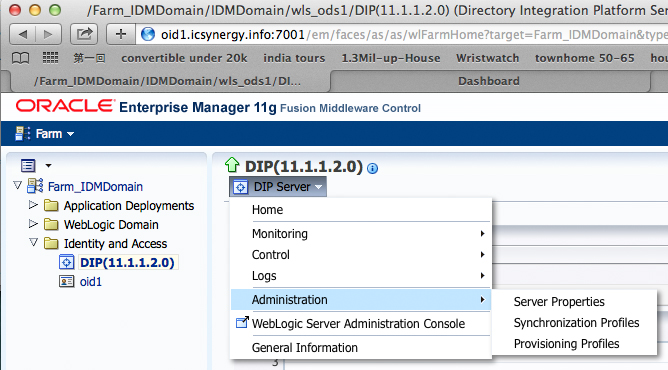 /Farm_IDMDomain/IDMDomain/wls_ods1/DIP(11.1.1.2.0) (Directory Integration Platform Se
oid1.icsynergy.info:7001/em/faces/as/as/wlFarmHome?target=Farm_IDMDomain&type
第一回 convertible under 20k instruction times 1.3Mil-up-House Wristwatch townhome 50-65 hous
/Farm_IDMDomain/IDMDomain/wls_ods1/DI... Dashboard
ORACLE Enterprise Manager 11g Fusion Middleware Control
Farm
DIP(11.1.1.2.0)
DIP Server
Farm_IDMDomain
Application Deployments
WebLogic Domain
Identity and Access
DIP(11.1.1.2.0)
oid1
Home
Monitoring
Control
Logs
Administration
WebLogic Server Administration Console
General Information
Server Properties
Synchronization Profiles
Provisioning Profiles
3